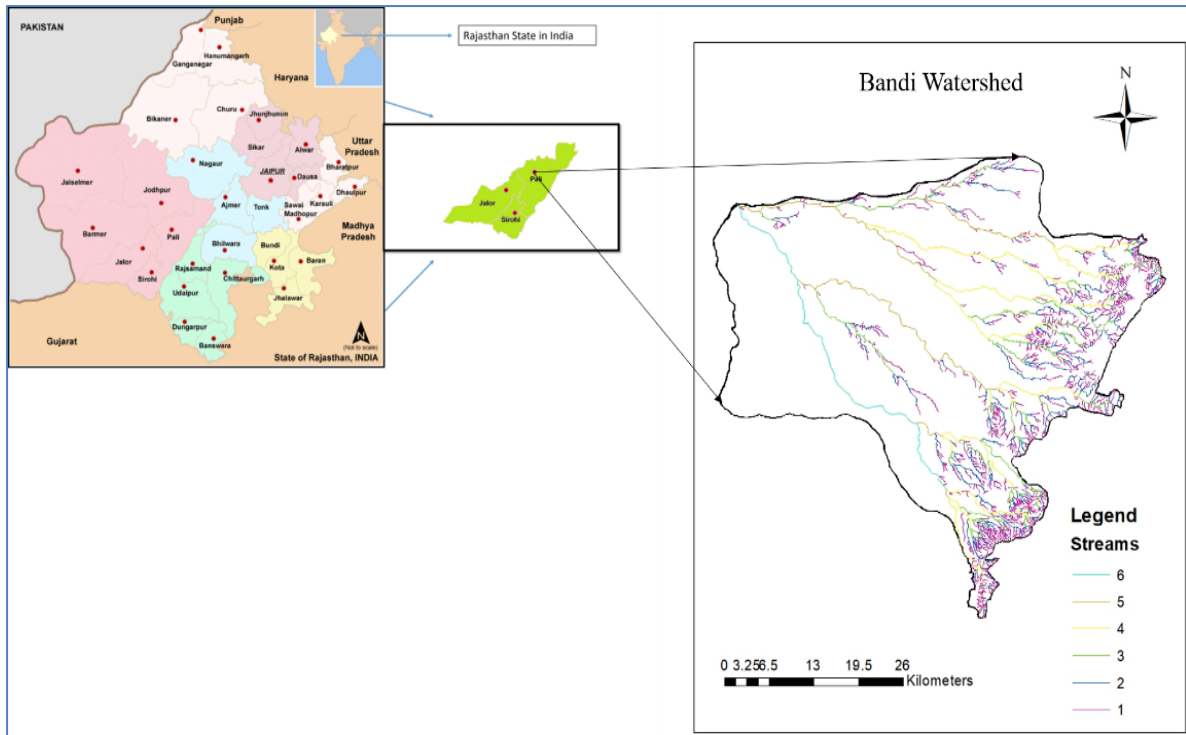 PAKISTAN
Punjab
Hanumangarh
Ganganagar
Haryana
Churu
Jhunjhunun
Bikaner
Sikar
Alwar
Uttar
Pradesh
Nagaur
Bharatpur
JAIPUR
Dausa
Jaiselmer
Jodhpur
Dhaulpur
Karauli
Ajmer
Tonk
Sawai
Madhopur
Madhya
Pradesh
Barmer
Pali
Bhilwara
Bundi
Jalor
Kota
Baran
Rajsamand
Sirohi
Chittaurgarh
Udaipur
Jhalawar
Dungarpur
N
(Not to scale)
Gujarat
Banswara
State of Rajasthan, INDIA
Rajasthan State in India
Pali
Jalor
Sirohi
Bandi Watershed
N
Legend
Streams
6
5
4
3
2
1
0 3.25 6.5 13 19.5 26
Kilometers